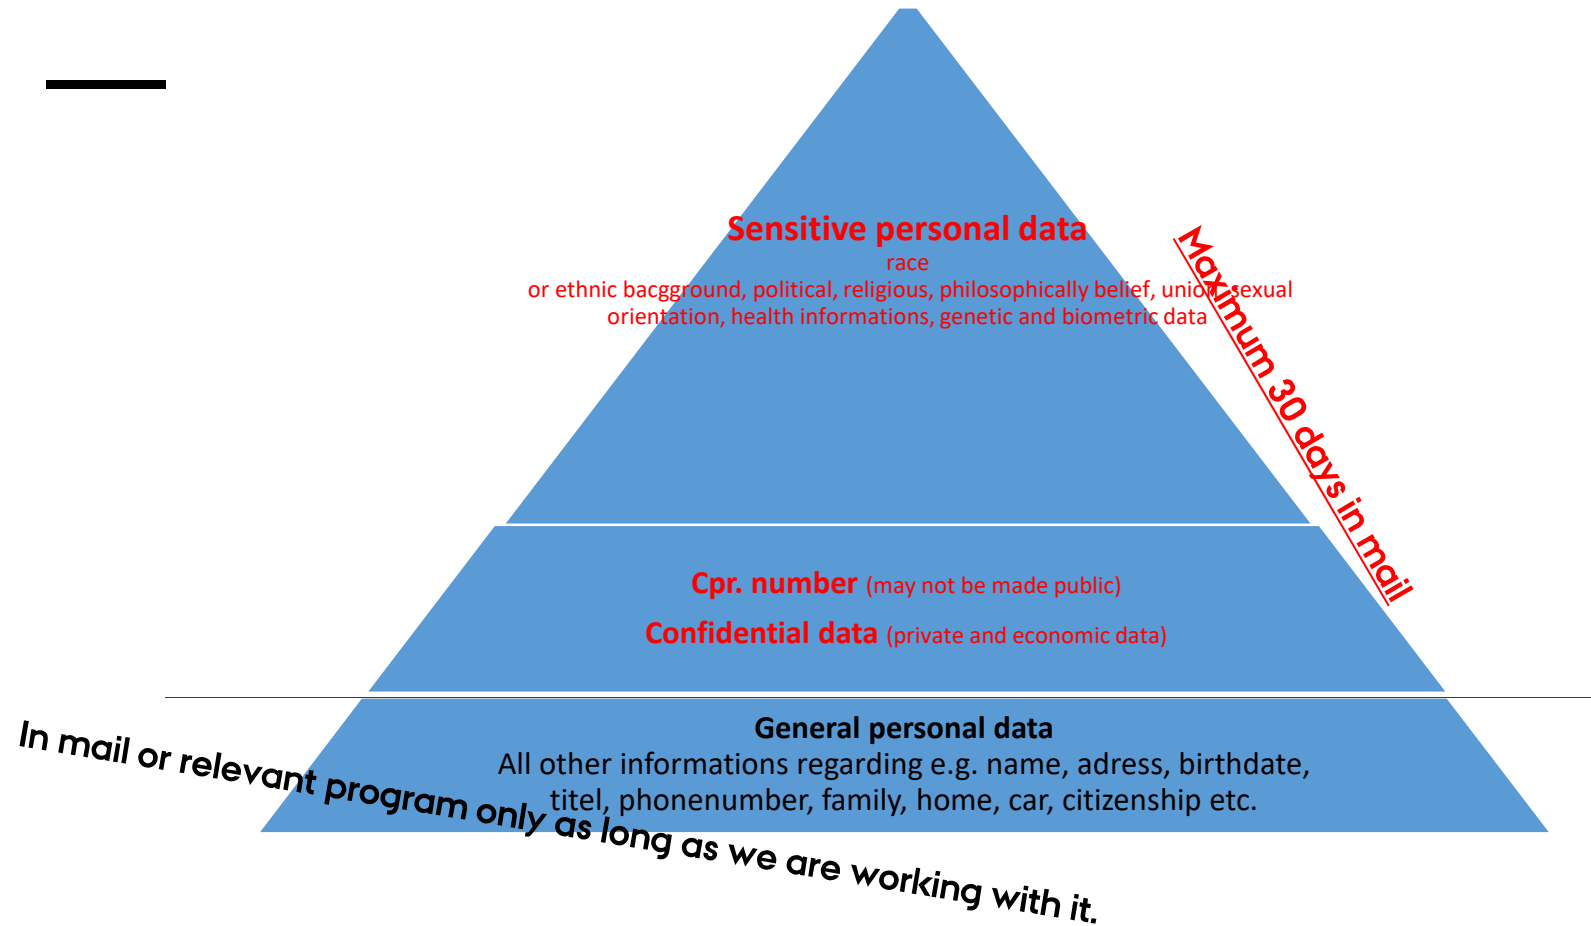 Sensitive personal data
race
or ethnic bacgground, political, religious, philosophically belief, union, sexual
orientation, health informations, genetic and biometric data
Maximum 30 days in mail
Cpr. number (may not be made public)
Confidential data (private and economic data)
General personal data
All other informations regarding e.g. name, adress, birthdate,
titel, phonenumber, family, home, car, citizenship etc.
In mail or relevant program only as long as we are working with it.